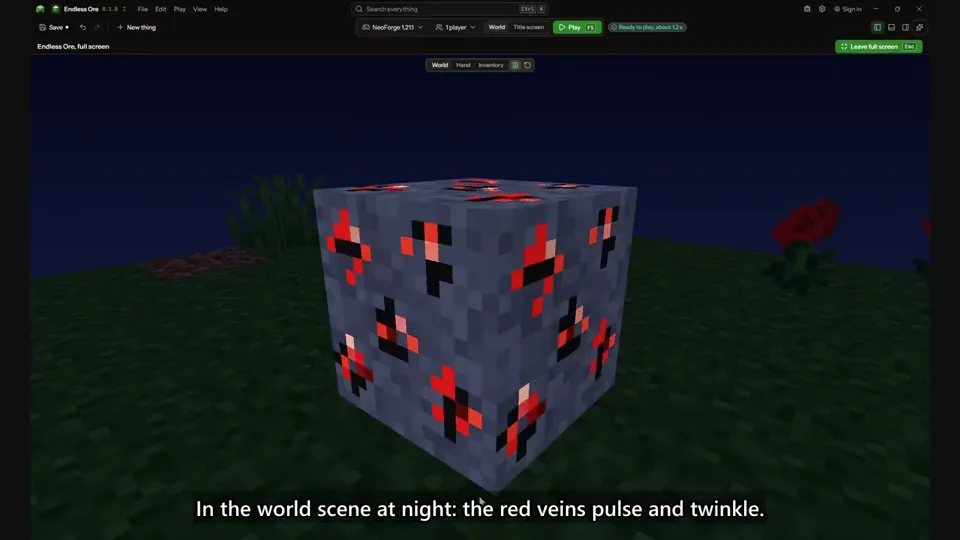 Endless Ore 0.1.0 File Edit Play View Help Search everything Ctrl K Sign in
Save New thing NeoForge 1.21.1 1 player World Title screen Play F5 Ready to play, about 1.2 s
Endless Ore, full screen Leave full screen Esc
World Hand Inventory
In the world scene at night: the red veins pulse and twinkle.